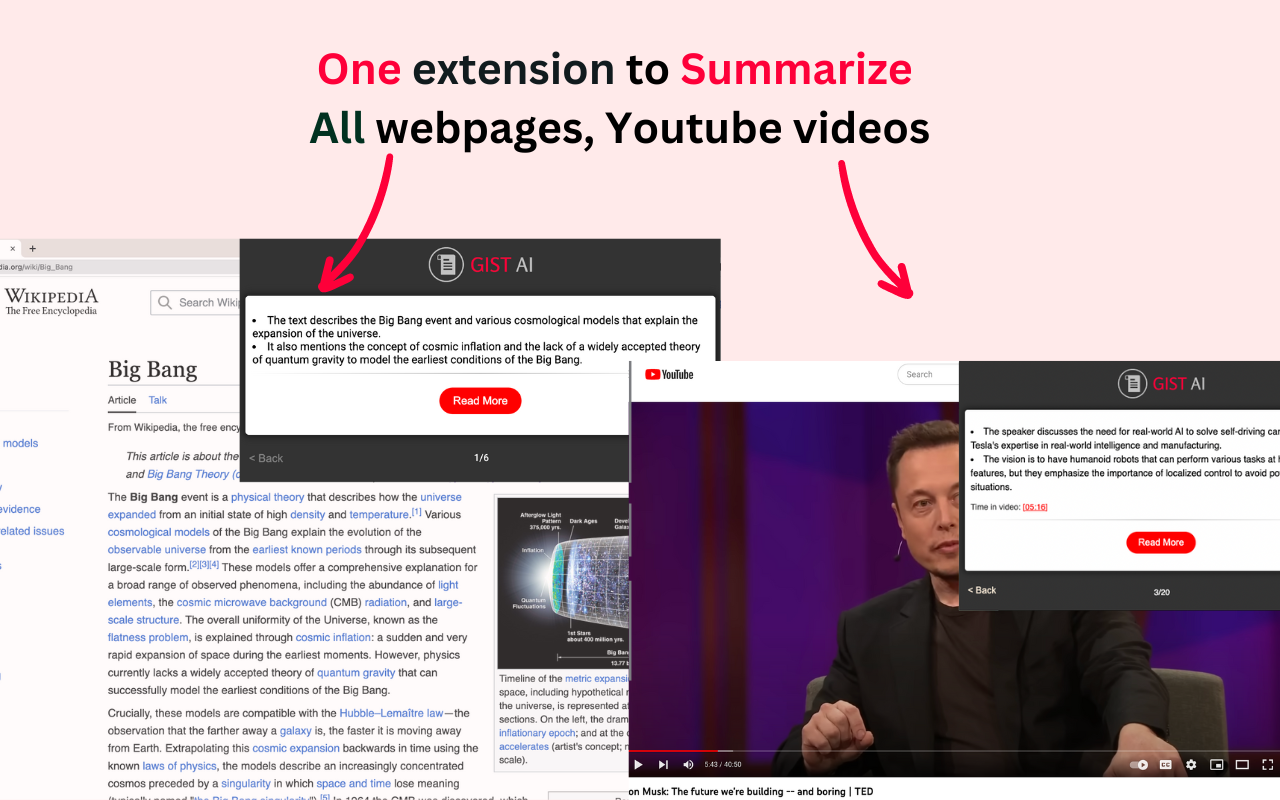 One extension to Summarize
All webpages, Youtube videos
× +
dia.org/wiki/Big_Bang
WIKIPEDIA
The Free Encyclopedia
Search Wiki
GIST AI
• The text describes the Big Bang event and various cosmological models that explain the
expansion of the universe.
• It also mentions the concept of cosmic inflation and the lack of a widely accepted theory
of quantum gravity to model the earliest conditions of the Big Bang.
Read More
< Back
1/6
Big Bang
Article Talk
From Wikipedia, the free ency
This article is about the
and Big Bang Theory (d
models
evidence
related issues
The Big Bang event is a physical theory that describes how the universe
expanded from an initial state of high density and temperature.[1] Various
cosmological models of the Big Bang explain the evolution of the
observable universe from the earliest known periods through its subsequent
large-scale form.[2][3][4] These models offer a comprehensive explanation for
a broad range of observed phenomena, including the abundance of light
elements, the cosmic microwave background (CMB) radiation, and large-
scale structure. The overall uniformity of the Universe, known as the
flatness problem, is explained through cosmic inflation: a sudden and very
rapid expansion of space during the earliest moments. However, physics
currently lacks a widely accepted theory of quantum gravity that can
successfully model the earliest conditions of the Big Bang.
Crucially, these models are compatible with the Hubble–Lemaître law—the
observation that the farther away a galaxy is, the faster it is moving away
from Earth. Extrapolating this cosmic expansion backwards in time using the
known laws of physics, the models describe an increasingly concentrated
cosmos preceded by a singularity in which space and time lose meaning
(typically named "the Big Bang singularity").[5] In 1964 the CMB was discovered, which
Afterglow Light
Pattern
375,000 yrs.
Dark Ages
Devel
Gala
Inflation
Quantum
Fluctuations
1st Stars
about 400 million yrs.
Big Bang
13.77 b
Timeline of the metric expansi
space, including hypothetical n
the universe, is represented at
sections. On the left, the dram
inflationary epoch; and at the c
accelerates (artist's concept; n
scale).
YouTube
Search
GIST AI
• The speaker discusses the need for real-world AI to solve self-driving car
Tesla's expertise in real-world intelligence and manufacturing.
• The vision is to have humanoid robots that can perform various tasks at h
features, but they emphasize the importance of localized control to avoid po
situations.
Time in video: [05:16]
Read More
< Back
3/20
5:43 / 40:50
CC
on Musk: The future we're building -- and boring | TED